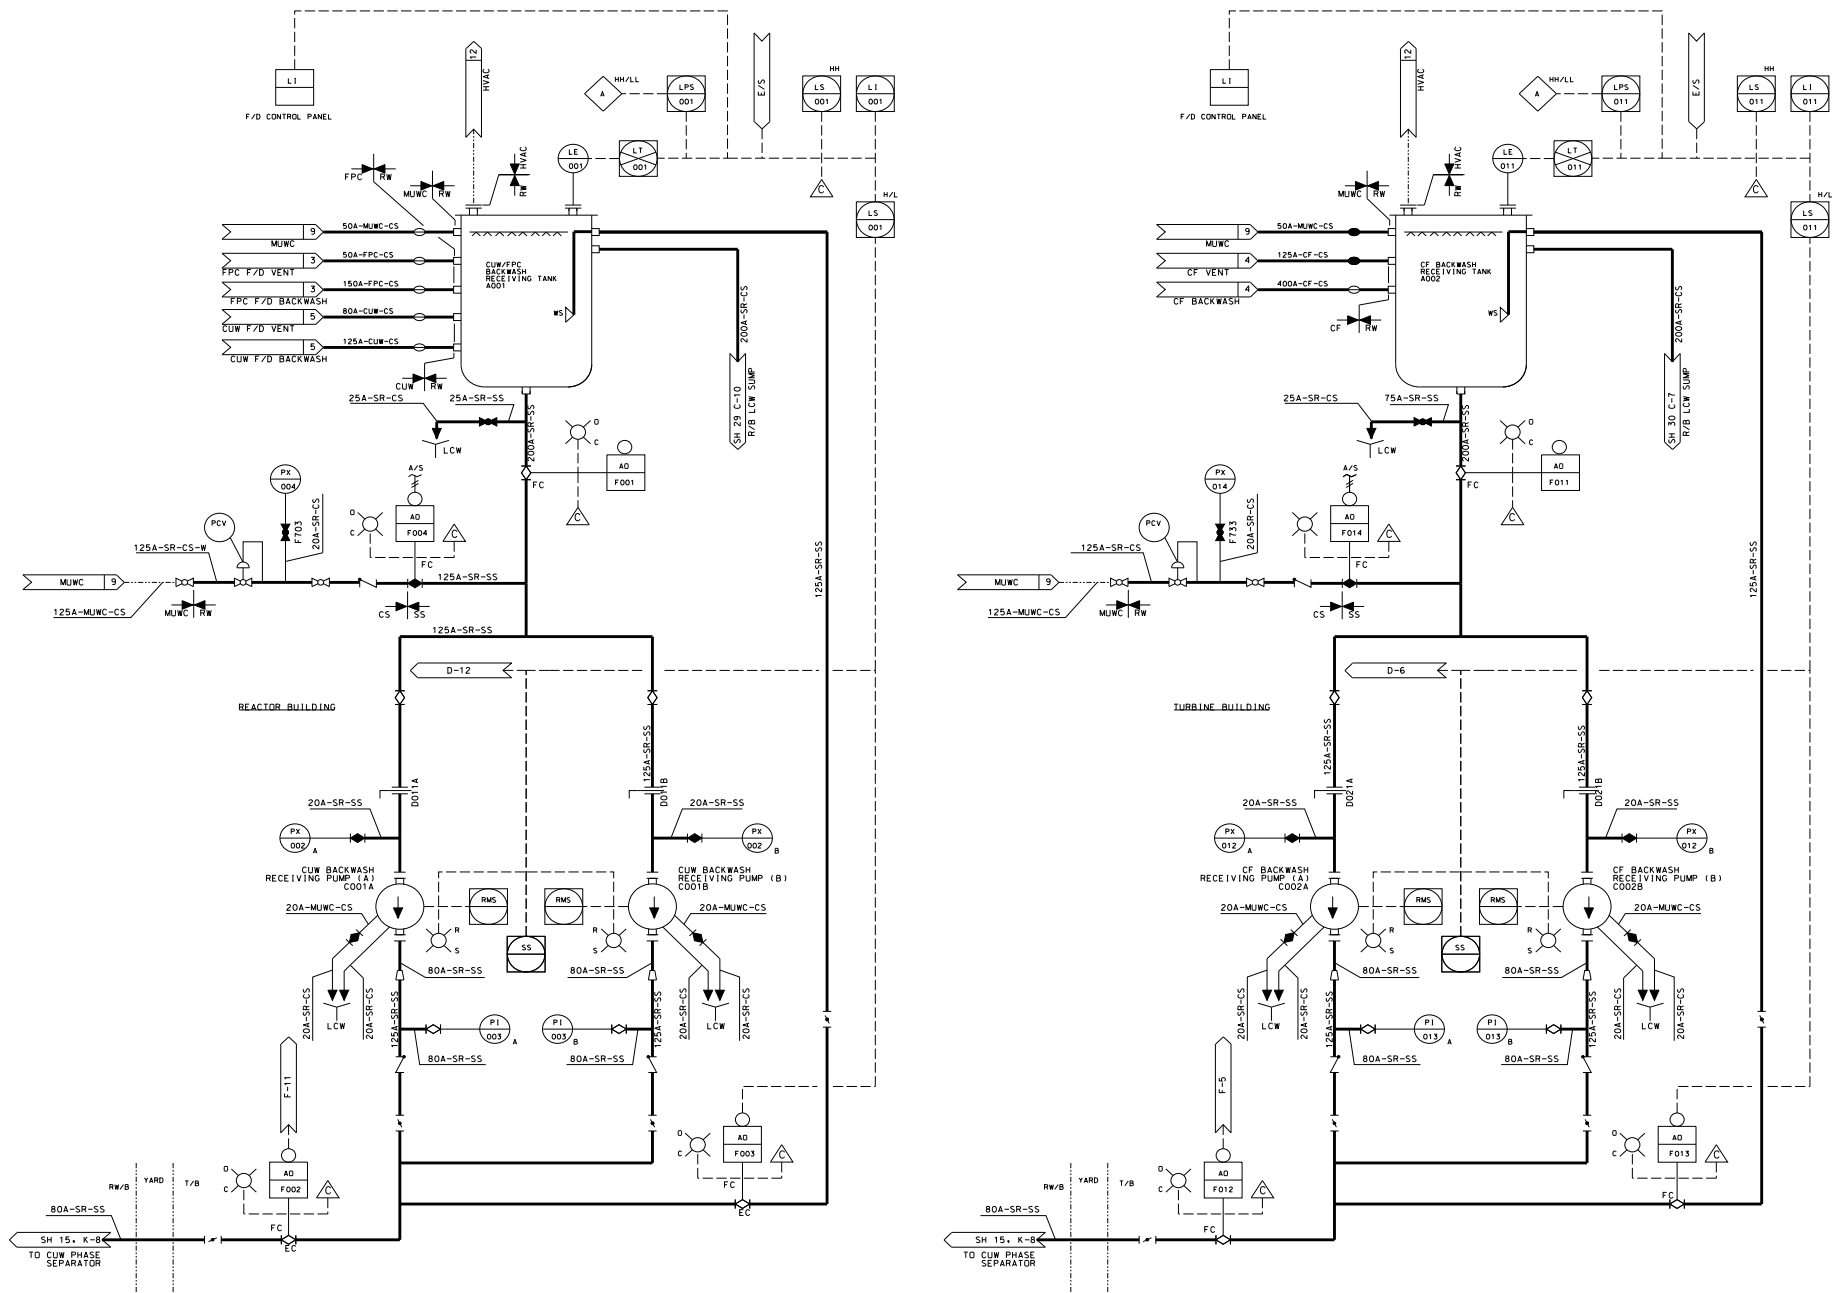 LI
F/D CONTROL PANEL
12
HVAC
HH/LL
A
LPS
001
E/S
HH
LS
001
LI
001
LE
001
LT
001
C
H/L
LS
001
HVAC
RW
FPC
RW
MUWC
RW
9
50A-MUWC-CS
MUWC
3
50A-FPC-CS
FPC F/D VENT
3
150A-FPC-CS
FPC F/D BACKWASH
5
80A-CUW-CS
CUW F/D VENT
5
125A-CUW-CS
CUW F/D BACKWASH
CUW
RW
CUW/FPC
BACKWASH
RECEIVING TANK
A001
WS
200A-SR-CS
SH 29 C-10
R/B LCW SUMP
25A-SR-CS
25A-SR-SS
LCW
200A-SR-SS
FC
O
C
AO
F001
C
PX
004
F703
20A-SR-CS
PCV
A/S
AO
F004
O
C
C
FC
125A-SR-CS-W
MUWC
9
125A-MUWC-CS
MUWC
RW
CS
SS
125A-SR-SS
125A-SR-SS
125A-SR-SS
D-12
REACTOR BUILDING
125A-SR-SS
D011A
D011B
20A-SR-SS
20A-SR-SS
PX
002
A
PX
002
B
CUW BACKWASH
RECEIVING PUMP (A)
C001A
CUW BACKWASH
RECEIVING PUMP (B)
C001B
20A-MUWC-CS
20A-MUWC-CS
RMS
RMS
R
S
R
S
SS
80A-SR-SS
80A-SR-SS
20A-SR-CS
20A-SR-CS
LCW
20A-SR-CS
20A-SR-CS
LCW
125A-SR-SS
125A-SR-SS
PI
003
A
PI
003
B
80A-SR-SS
80A-SR-SS
F-11
O
C
AO
F002
C
FC
EC
O
C
AO
F003
C
FC
EC
RW/B
YARD
T/B
80A-SR-SS
SH 15, K-8
TO CUW PHASE
SEPARATOR
LI
F/D CONTROL PANEL
12
HVAC
HH/LL
A
LPS
011
E/S
HH
LS
011
LI
011
LE
011
LT
011
C
H/L
LS
011
HVAC
RW
MUWC
RW
9
50A-MUWC-CS
MUWC
4
125A-CF-CS
CF VENT
4
400A-CF-CS
CF BACKWASH
CF
RW
CF BACKWASH
RECEIVING TANK
A002
WS
200A-SR-CS
SH 30 C-7
R/B LCW SUMP
25A-SR-CS
75A-SR-SS
LCW
200A-SR-SS
FC
O
C
AO
F011
C
PX
014
F733
20A-SR-CS
PCV
A/S
AO
F014
O
C
C
FC
125A-SR-CS
MUWC
9
125A-MUWC-CS
MUWC
RW
CS
SS
125A-SR-SS
D-6
TURBINE BUILDING
125A-SR-SS
125A-SR-SS
D021A
D021B
20A-SR-SS
20A-SR-SS
PX
012
A
PX
012
B
CF BACKWASH
RECEIVING PUMP (A)
C002A
CF BACKWASH
RECEIVING PUMP (B)
C002B
20A-MUWC-CS
20A-MUWC-CS
RMS
RMS
R
S
R
S
SS
80A-SR-SS
80A-SR-SS
20A-SR-CS
20A-SR-CS
LCW
20A-SR-CS
20A-SR-CS
LCW
125A-SR-SS
125A-SR-SS
PI
013
A
PI
013
B
80A-SR-SS
80A-SR-SS
F-5
O
C
AO
F012
C
FC
O
C
AO
F013
C
FC
RW/B
YARD
T/B
80A-SR-SS
SH 15, K-8
TO CUW PHASE
SEPARATOR